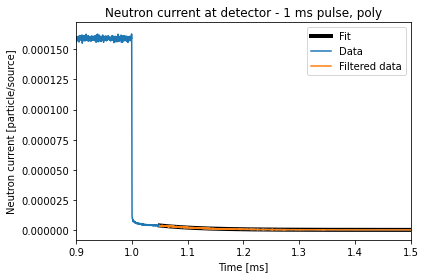 Neutron current at detector - 1 ms pulse, poly
Fit
Data
Filtered data
Neutron current [particle/source]
0.000150
0.000125
0.000100
0.000075
0.000050
0.000025
0.000000
0.9
1.0
1.1
1.2
1.3
1.4
1.5
Time [ms]